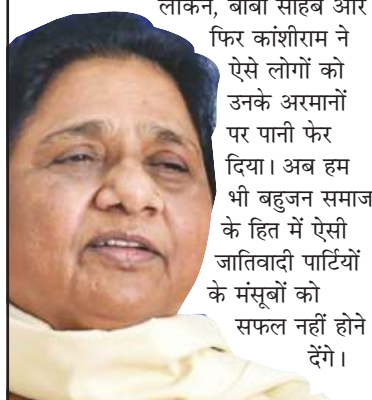 लेकिन, बाबा साहेब और
फिर कांशीराम ने
ऐसे लोगों को
उनके अरमानों
पर पानी फेर
दिया। अब हम
भी बहुजन समाज
के हित में ऐसी
जातिवादी पार्टियों
के मंसूबों को
सफल नहीं होने
देंगे।